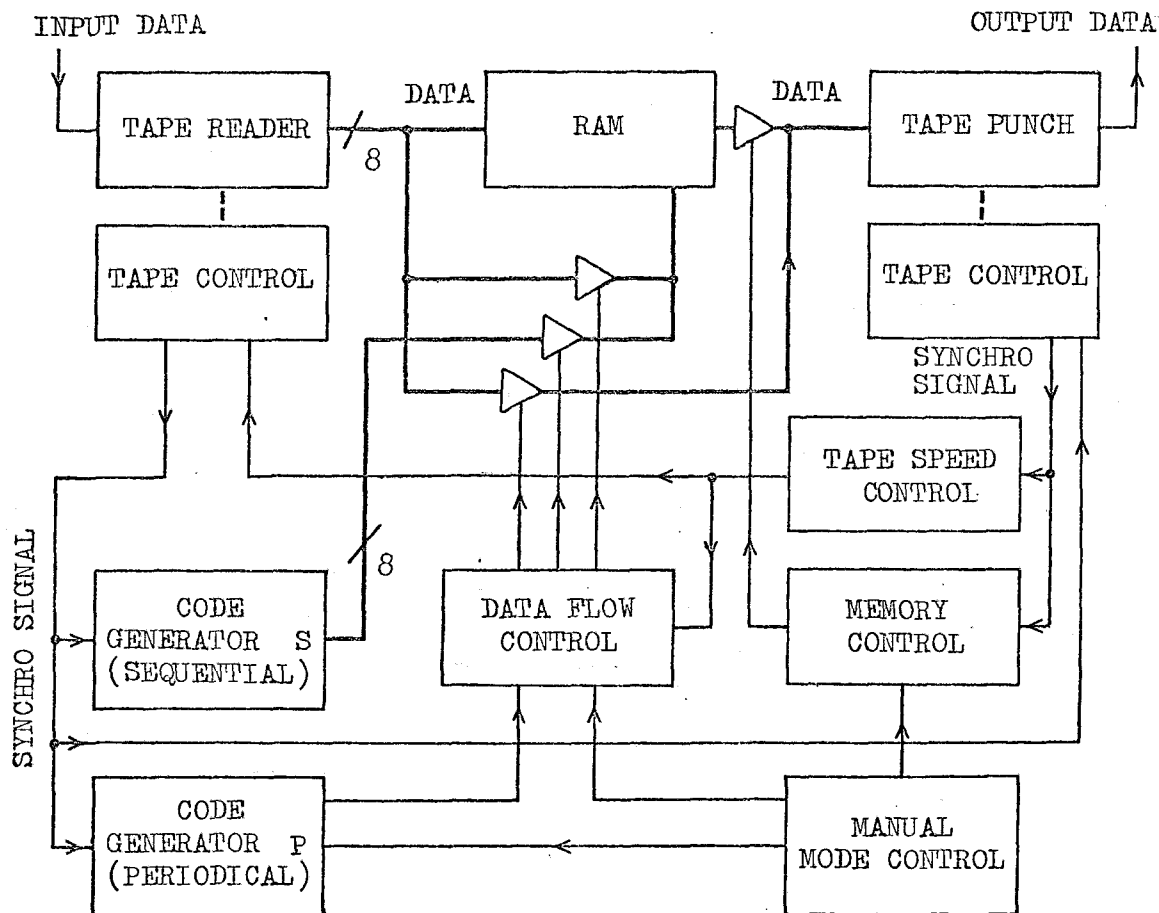 INPUT DATA
OUTPUT DATA
TAPE READER
DATA
RAM
DATA
TAPE PUNCH
8
TAPE CONTROL
TAPE CONTROL
SYNCHRO
SIGNAL
TAPE SPEED
CONTROL
SYNCHRO SIGNAL
8
CODE
GENERATOR S
(SEQUENTIAL)
DATA FLOW
CONTROL
MEMORY
CONTROL
CODE
GENERATOR P
(PERIODICAL)
MANUAL
MODE CONTROL